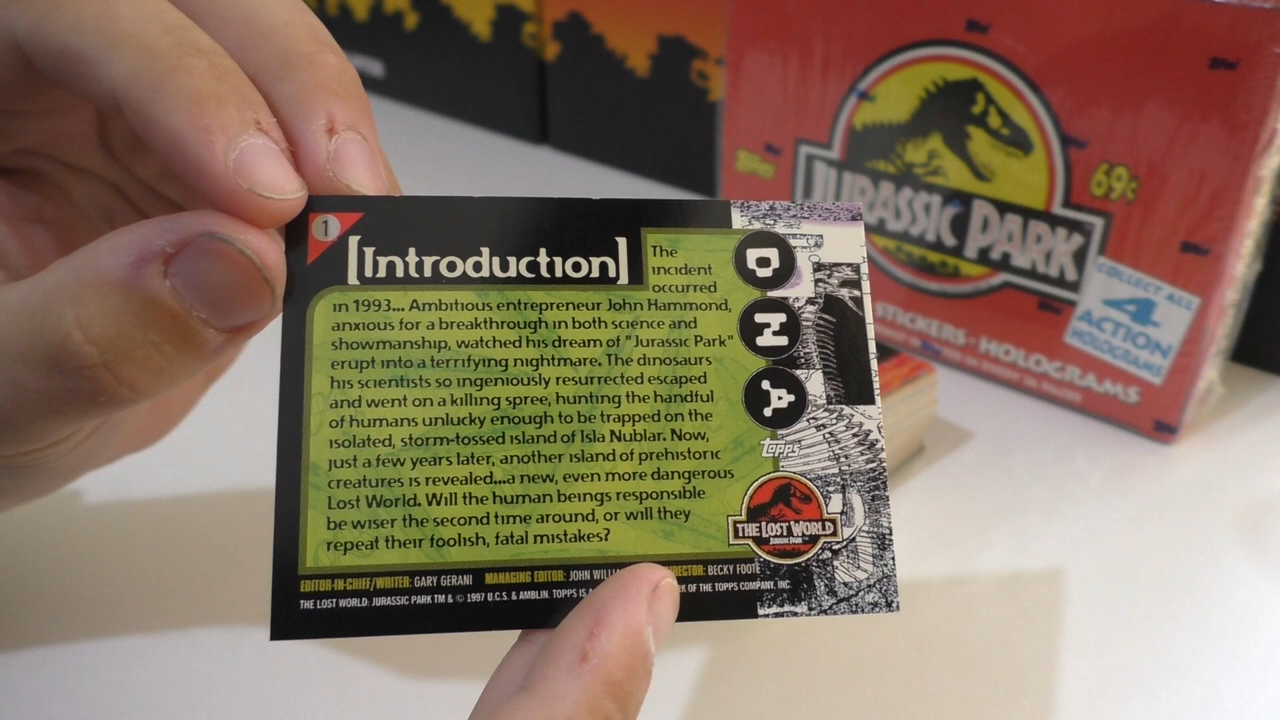 1
[Introduction]
The
incident
occurred
in 1993... Ambitious entrepreneur John Hammond,
anxious for a breakthrough in both science and
showmanship, watched his dream of "Jurassic Park"
erupt into a terrifying nightmare. The dinosaurs
his scientists so ingeniously resurrected escaped
and went on a killing spree, hunting the handful
of humans unlucky enough to be trapped on the
isolated, storm-tossed island of Isla Nublar. Now,
just a few years later, another island of prehistoric
creatures is revealed...a new, even more dangerous
Lost World. Will the human beings responsible
be wiser the second time around, or will they
repeat their foolish, fatal mistakes?
DNA
topps
THE LOST WORLD
JURASSIC PARK™
EDITOR-IN-CHIEF/WRITER: GARY GERANI MANAGING EDITOR: JOHN BECKY FOOTE
THE LOST WORLD: JURASSIC PARK TM & © 1997 U.C.S. & AMBLIN. TOPPS IS OF THE TOPPS COMPANY, INC.
JURASSIC PARK
69¢
COLLECT ALL
4
ACTION
HOLOGRAMS
STICKERS·HOLOGRAMS